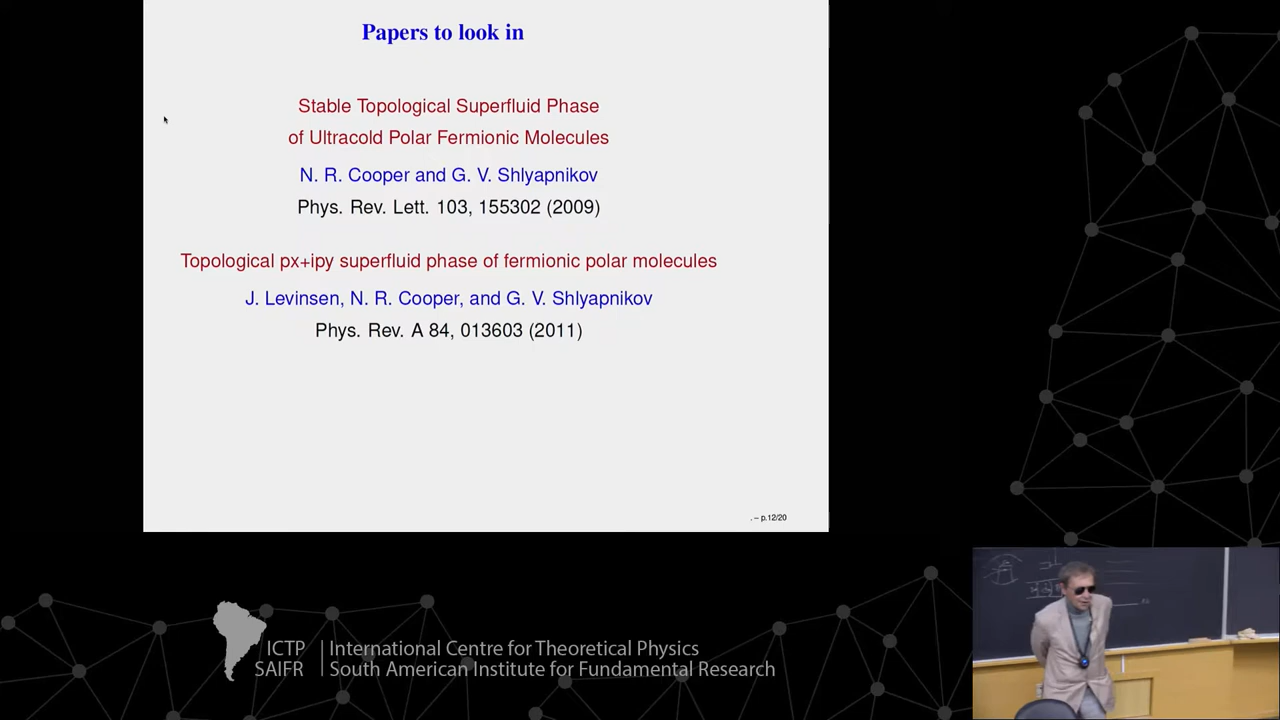 Papers to look in
Stable Topological Superfluid Phase
of Ultracold Polar Fermionic Molecules
N. R. Cooper and G. V. Shlyapnikov
Phys. Rev. Lett. 103, 155302 (2009)
Topological px+ipy superfluid phase of fermionic polar molecules
J. Levinsen, N. R. Cooper, and G. V. Shlyapnikov
Phys. Rev. A 84, 013603 (2011)
. – p.12/20
ICTP
SAIFR
International Centre for Theoretical Physics
South American Institute for Fundamental Research